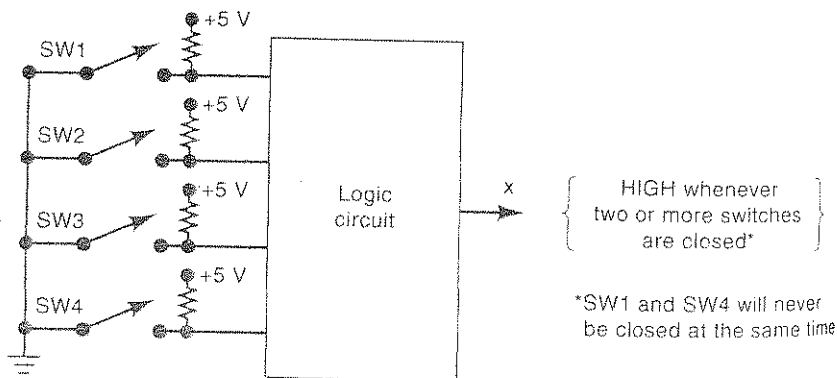 +5 V
SW1
+5 V
SW2
+5 V
SW3
+5 V
SW4
Logic
circuit
x
HIGH whenever
two or more switches
are closed*
*SW1 and SW4 will never
be closed at the same time